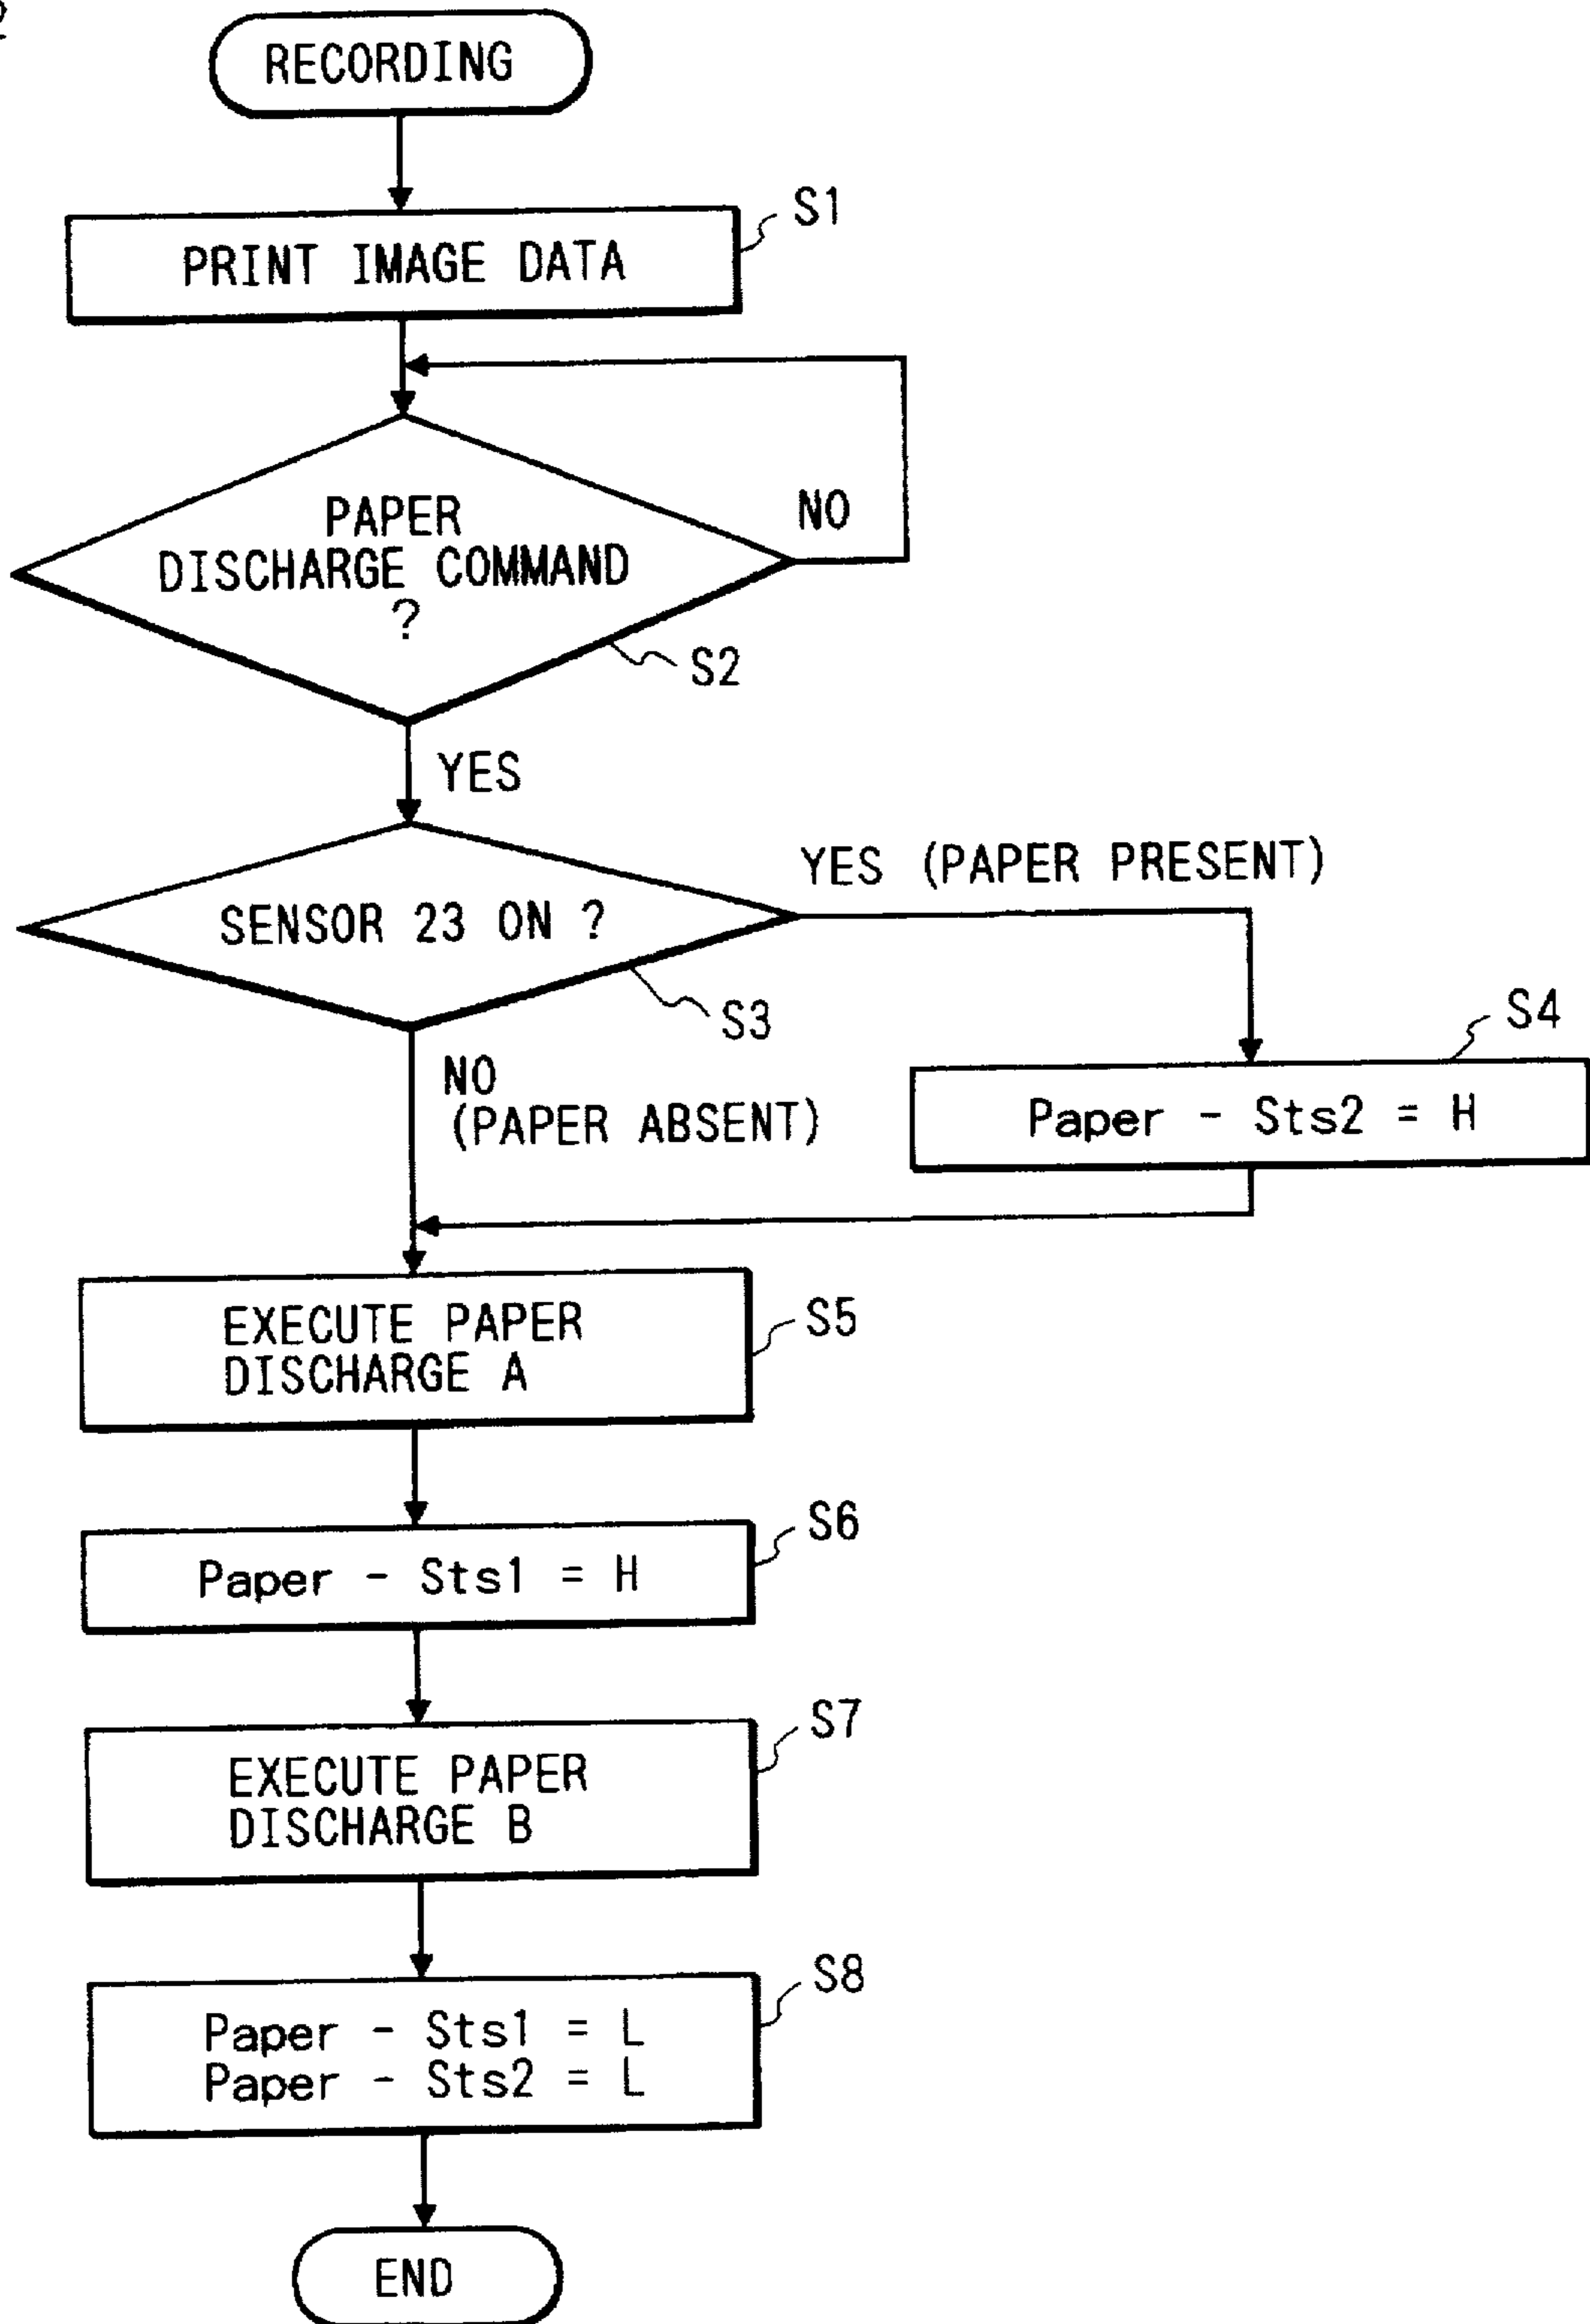 RECORDING
S1
PRINT IMAGE DATA
NO
PAPER
DISCHARGE COMMAND
?
S2
YES
YES (PAPER PRESENT)
SENSOR 23 ON ?
S3
S4
NO
(PAPER ABSENT)
Paper - Sts2 = H
EXECUTE PAPER
DISCHARGE A
S5
S6
Paper - Sts1 = H
S7
EXECUTE PAPER
DISCHARGE B
S8
Paper - Sts1 = L
Paper - Sts2 = L
END